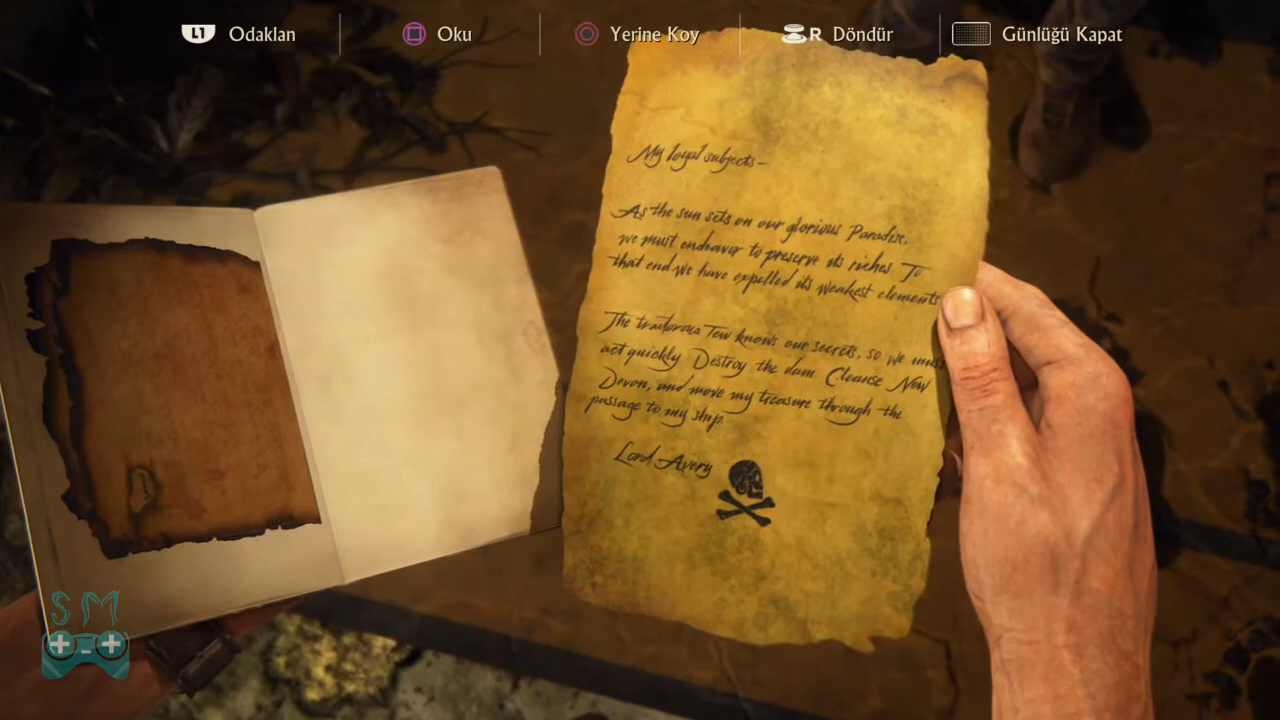 L1 Odaklan
Oku
Yerine Koy
R Döndür
Günlüğü Kapat
My loyal subjects-
As the sun sets on our glorious Paradise,
we must endeavor to preserve its riches. To
that end we have expelled its weakest elements
The traitorous Tew knows our secrets, so we must
act quickly Destroy the dam Cleanse New
Devon, and move my treasure through the
passage to my ship.
Lord Avery
SM